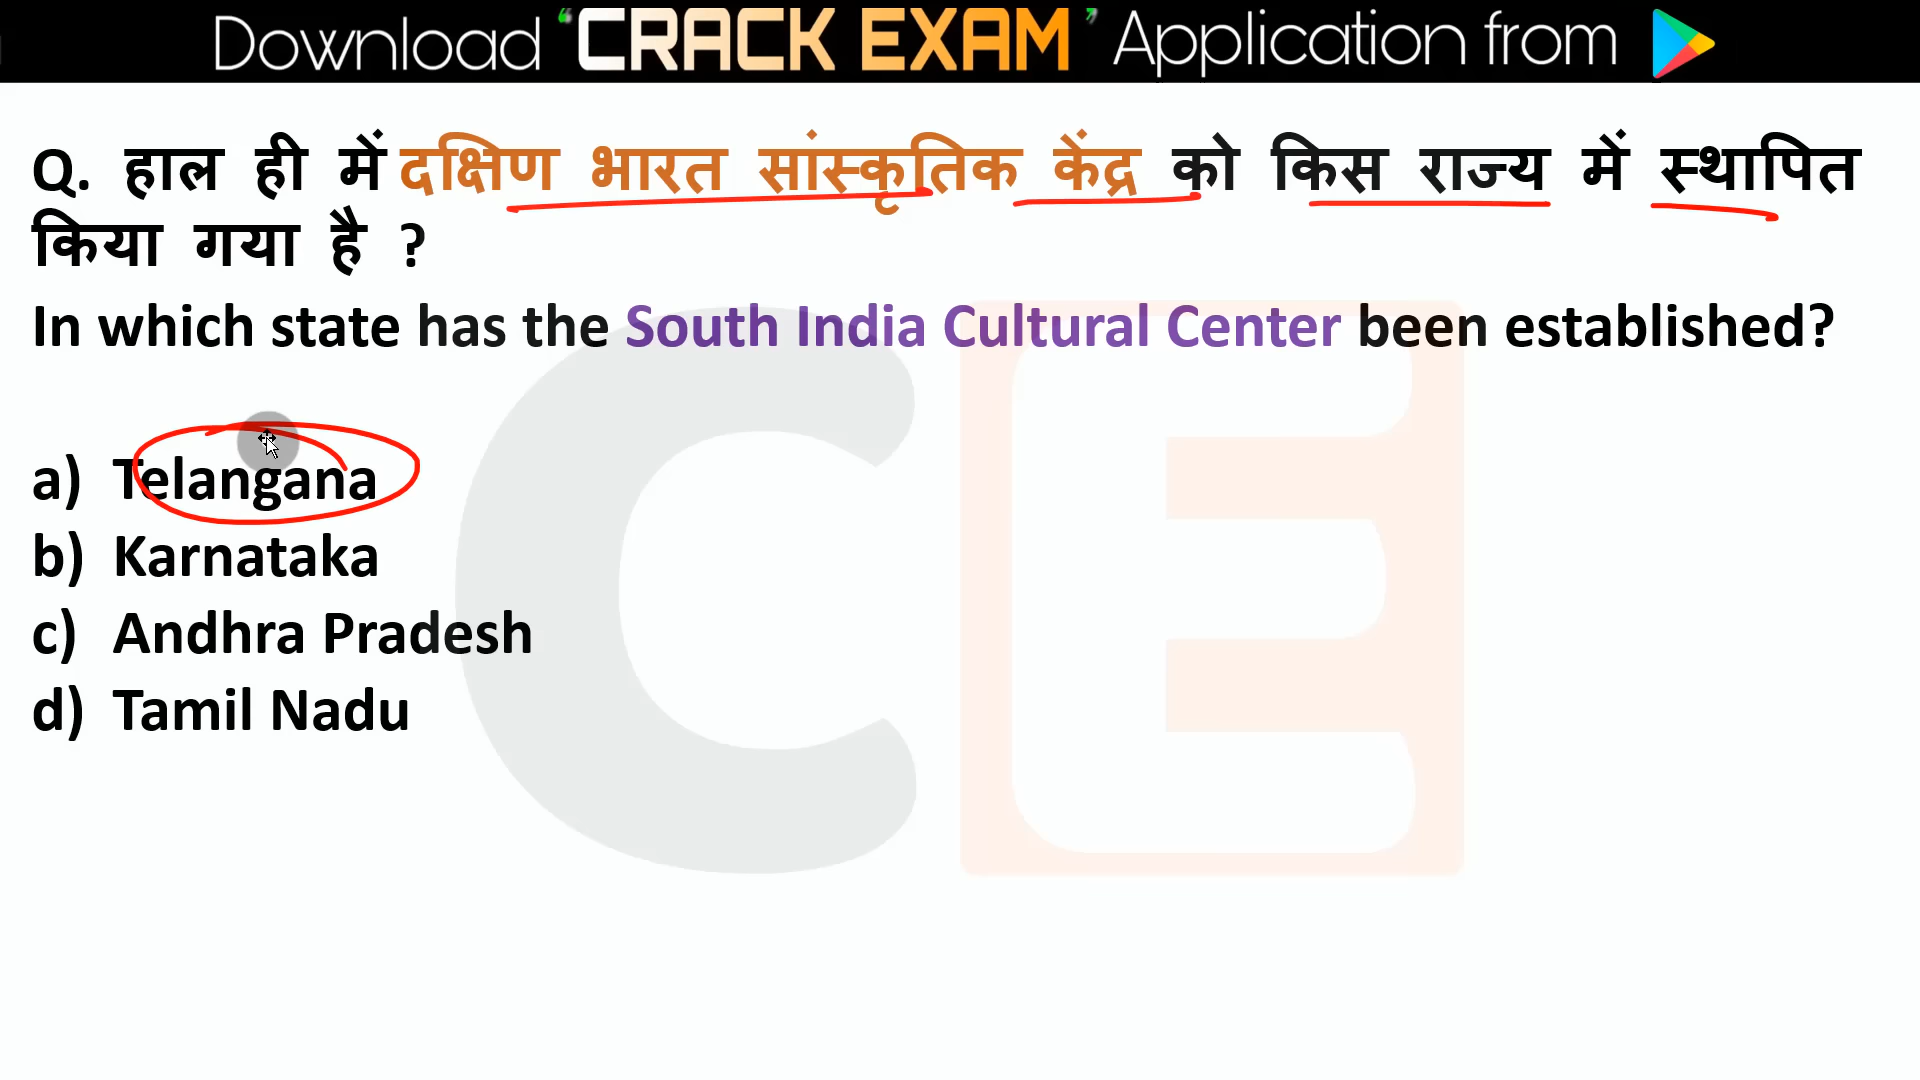 Download ‘CRACK EXAM’ Application from
Q. हाल ही में दक्षिण भारत सांस्कृतिक केंद्र को किस राज्य में स्थापित
किया गया है ?
In which state has the South India Cultural Center been established?
a) Telangana
b) Karnataka
c) Andhra Pradesh
d) Tamil Nadu
CE